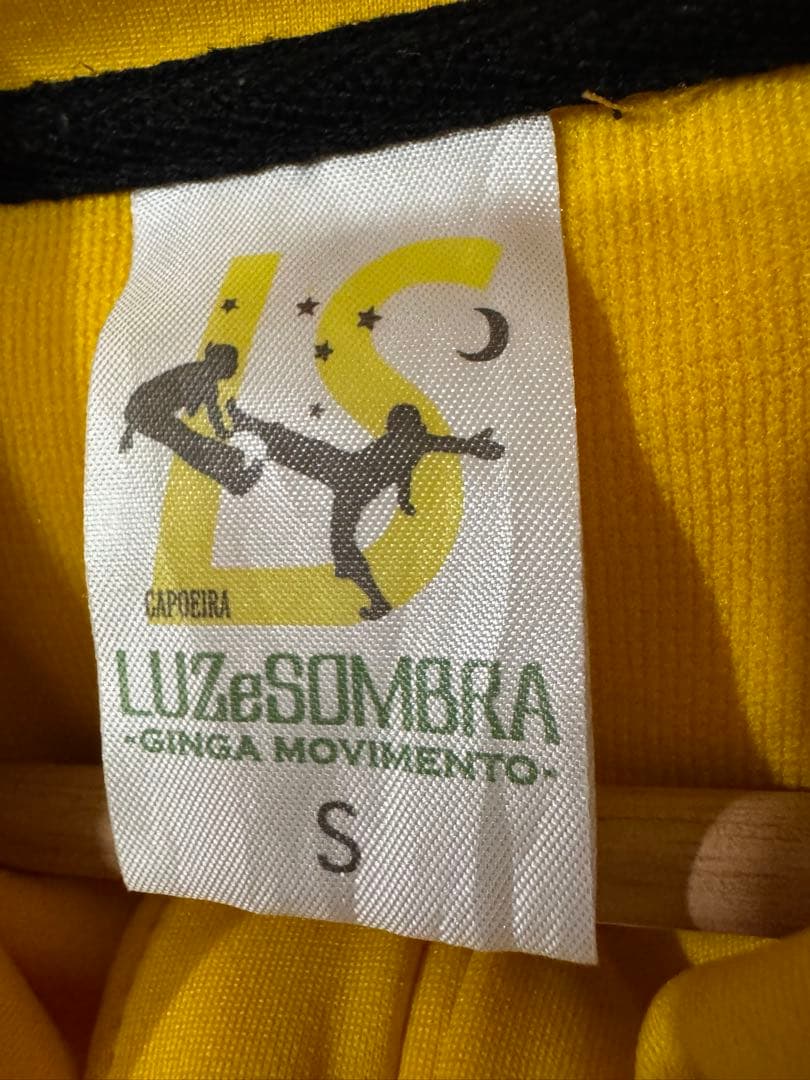 LS
CAPOEIRA
LUZeSOMBRA
-GINGA MOVIMENTO-
S